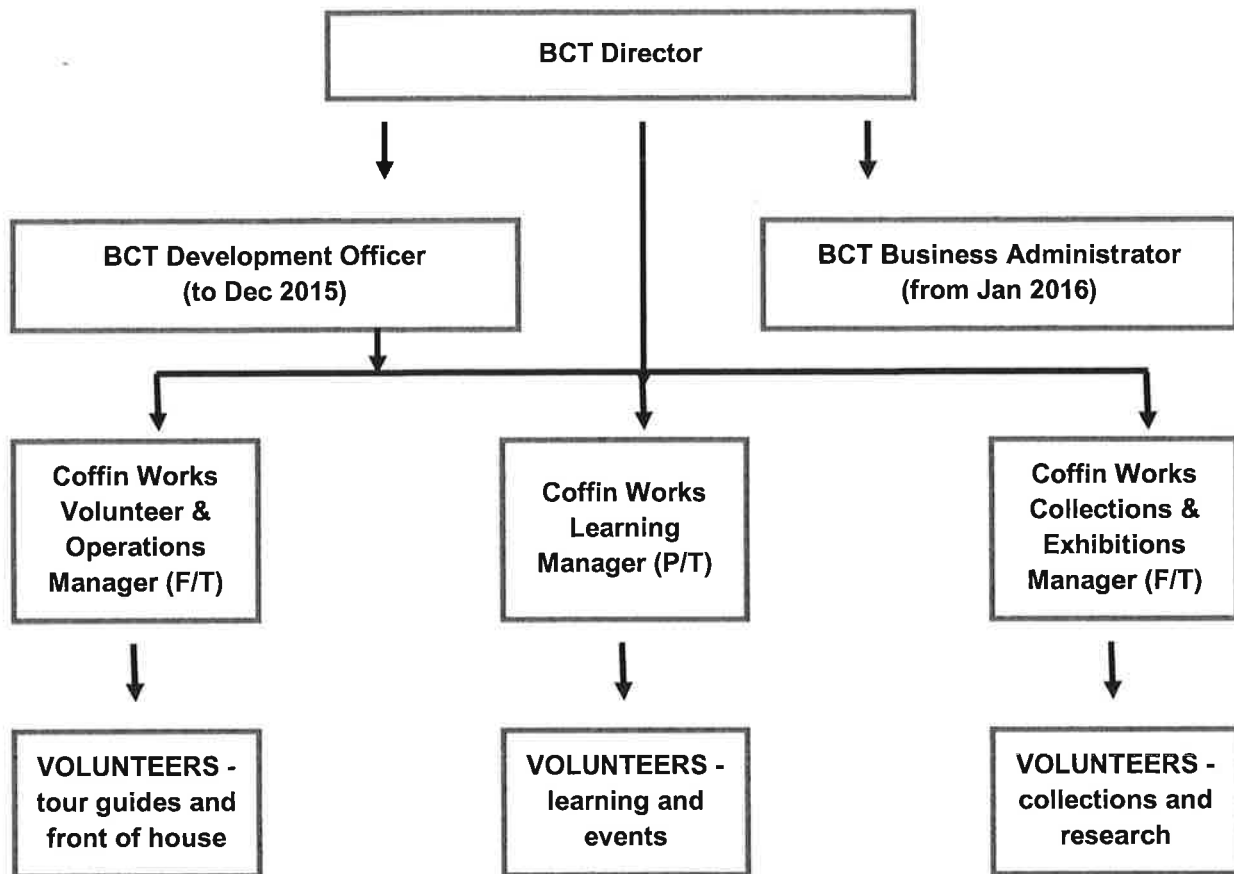 BCT Director
BCT Development Officer
(to Dec 2015)
BCT Business Administrator
(from Jan 2016)
Coffin Works
Volunteer &
Operations
Manager (F/T)
Coffin Works
Learning
Manager (P/T)
Coffin Works
Collections &
Exhibitions
Manager (F/T)
VOLUNTEERS -
tour guides and
front of house
VOLUNTEERS -
learning and
events
VOLUNTEERS -
collections and
research